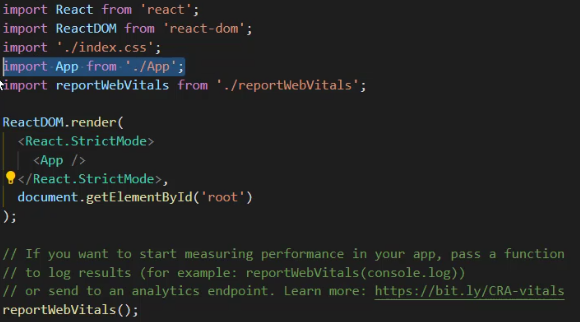 import React from 'react';
import ReactDOM from 'react-dom';
import './index.css';
import App from './App';
import reportWebVitals from './reportWebVitals';

ReactDOM.render(
  <React.StrictMode>
    <App />
  </React.StrictMode>,
  document.getElementById('root')
);

// If you want to start measuring performance in your app, pass a function
// to log results (for example: reportWebVitals(console.log))
// or send to an analytics endpoint. Learn more: https://bit.ly/CRA-vitals
reportWebVitals();